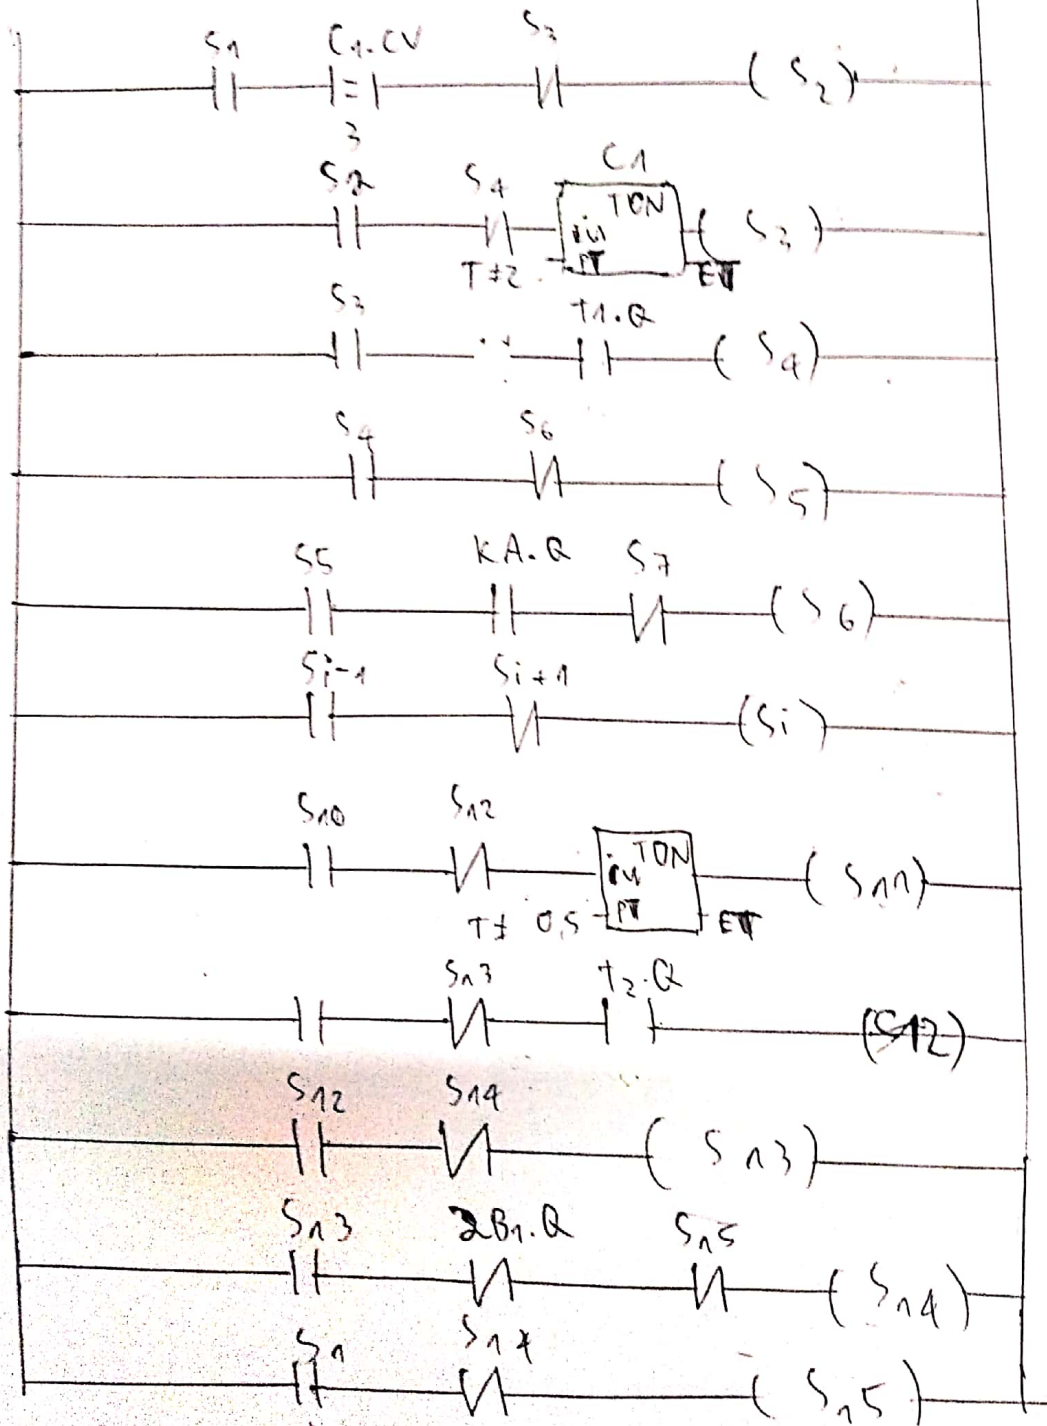 S1 C1.CV S3
= (S2)
3
S2 S4 C1
TON
in (S3)
T≠2 PT ET
S3 t1.Q
(S4)
S4 S6
(S5)
S5 KA.Q S7
(S6)
Si-1 Si+1
(Si)
S10 S12
TON
in (S11)
T≠ 0,5 PT ET
S13 t2.Q
(S12)
S12 S14
(S13)
S13 2B1.Q S15
(S14)
S1
(S15)